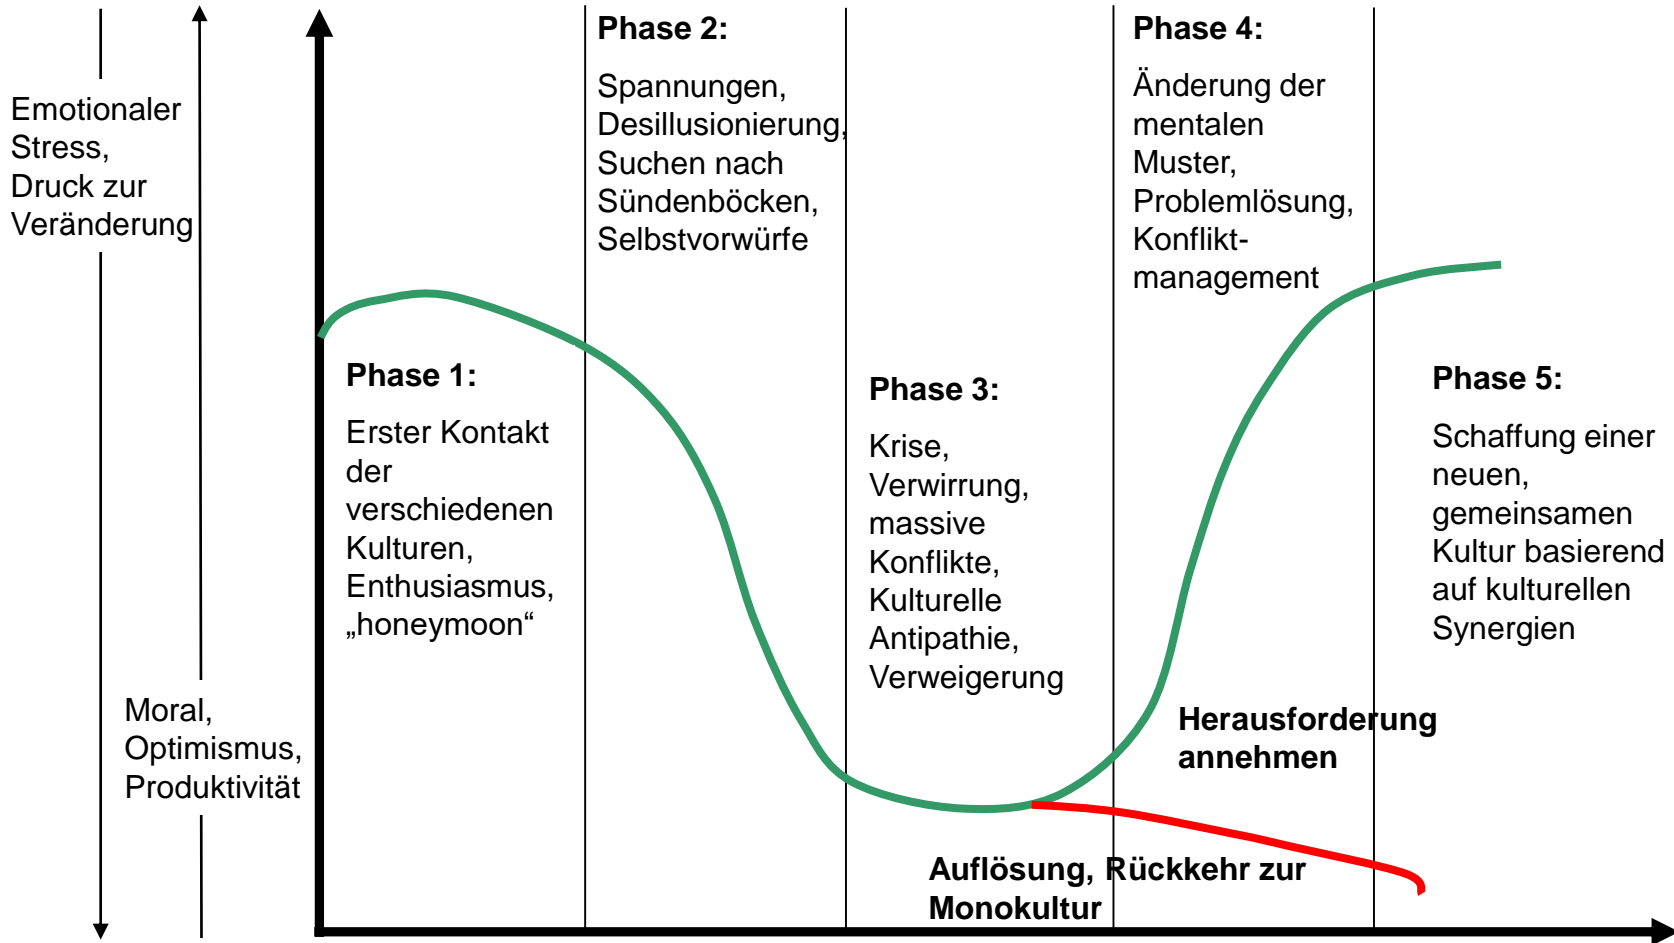 Emotionaler
Stress,
Druck zur
Veränderung
Moral,
Optimismus,
Produktivität
Phase 1:
Erster Kontakt
der
verschiedenen
Kulturen,
Enthusiasmus,
„honeymoon“
Phase 2:
Spannungen,
Desillusionierung,
Suchen nach
Sündenböcken,
Selbstvorwürfe
Phase 3:
Krise,
Verwirrung,
massive
Konflikte,
Kulturelle
Antipathie,
Verweigerung
Phase 4:
Änderung der
mentalen
Muster,
Problemlösung,
Konflikt-
management
Phase 5:
Schaffung einer
neuen,
gemeinsamen
Kultur basierend
auf kulturellen
Synergien
Herausforderung
annehmen
Auflösung, Rückkehr zur
Monokultur